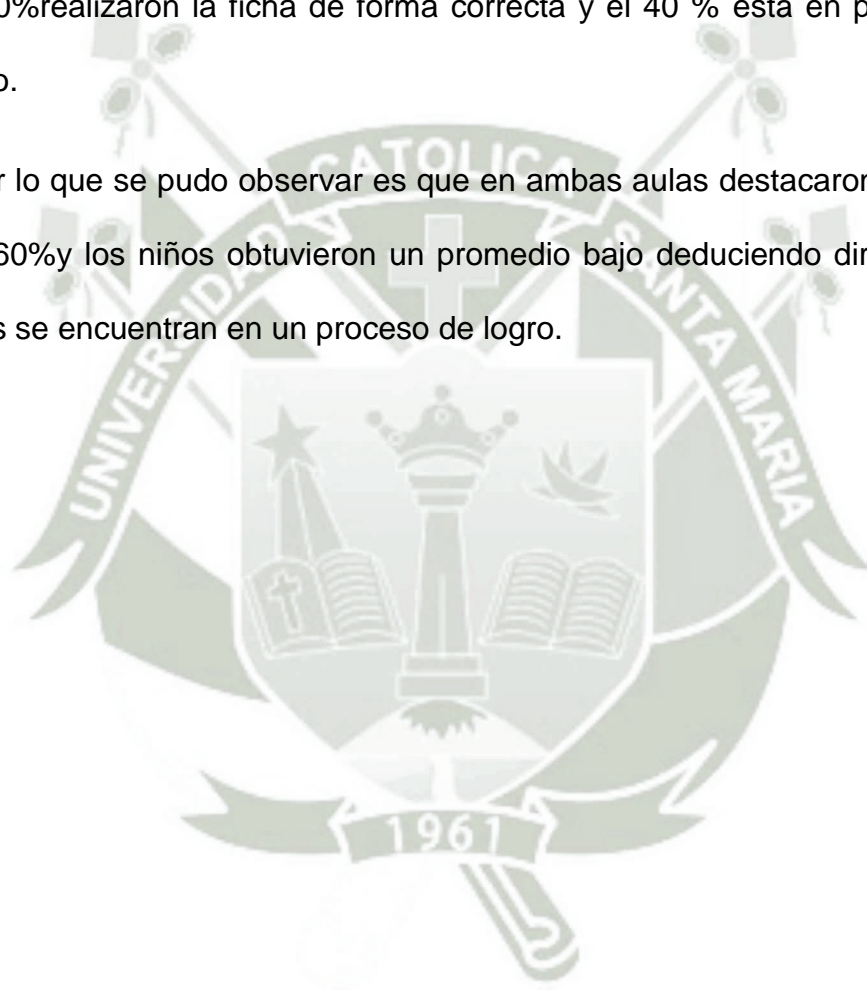 0%realizaron la ficha de forma correcta y el 40 % está en p
o.
r lo que se pudo observar es que en ambas aulas destacaron
60%y los niños obtuvieron un promedio bajo deduciendo dir
s se encuentran en un proceso de logro.
UNIVERSIDAD CATOLICA SANTA MARIA
1961